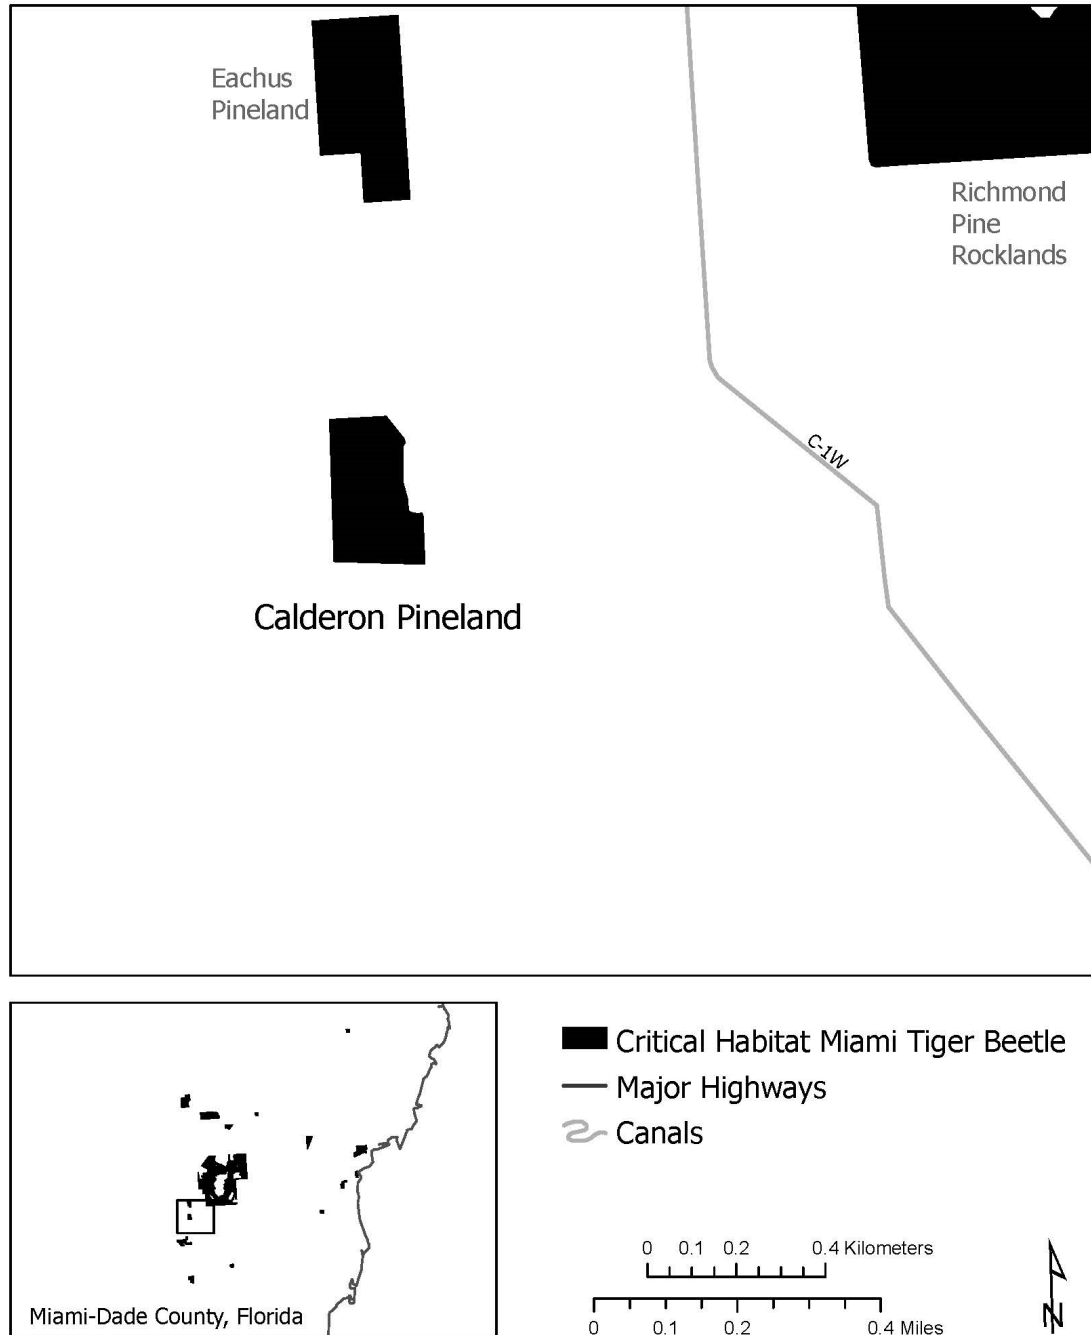 Eachus
Pineland
Richmond
Pine
Rocklands
C-1W
Calderon Pineland
Miami-Dade County, Florida
Critical Habitat Miami Tiger Beetle
Major Highways
Canals
0 0.1 0.2 0.4 Kilometers
0 0.1 0.2 0.4 Miles
N